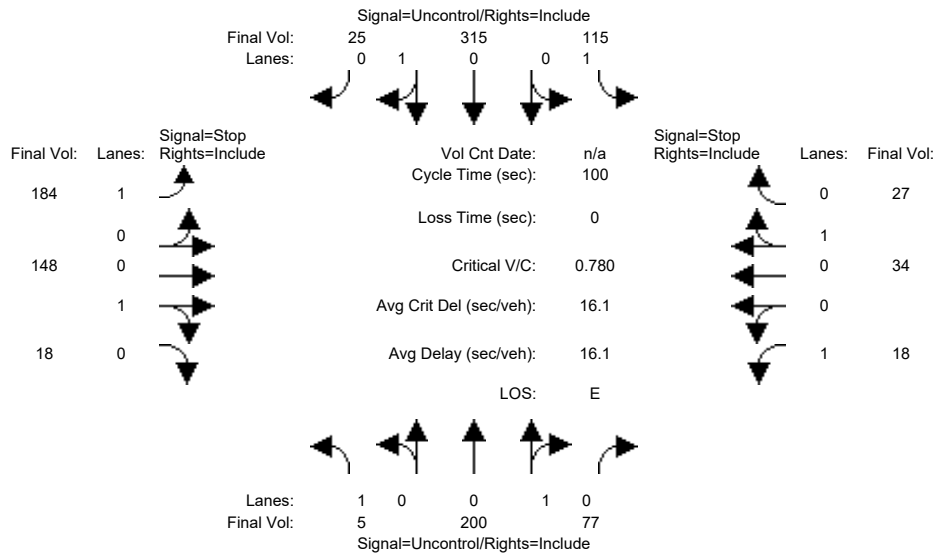 Signal=Uncontrol/Rights=Include
Final Vol: 25 315 115
Lanes: 0 1 0 0 1
Signal=Stop Signal=Stop
Final Vol: Lanes: Rights=Include Vol Cnt Date: n/a Rights=Include Lanes: Final Vol:
Cycle Time (sec): 100
184 1 0 27
Loss Time (sec): 0
0 1
148 0 Critical V/C: 0.780 0 34
1 Avg Crit Del (sec/veh): 16.1 0
18 0 Avg Delay (sec/veh): 16.1 1 18
LOS: E
Lanes: 1 0 0 1 0
Final Vol: 5 200 77
Signal=Uncontrol/Rights=Include